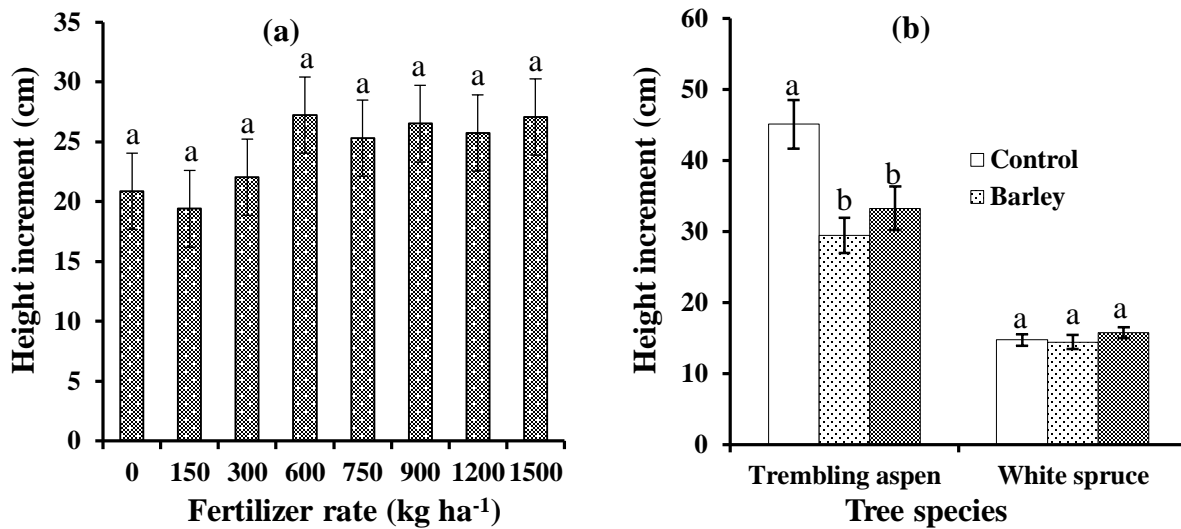 (a)
Height increment (cm)
35
30
25
20
15
10
5
0
a a a a a a a a
0 150 300 600 750 900 1200 1500
Fertilizer rate (kg ha-1)
(b)
Height increment (cm)
60
50
40
30
20
10
0
a b b a a a
Control
Barley
Trembling aspen White spruce
Tree species